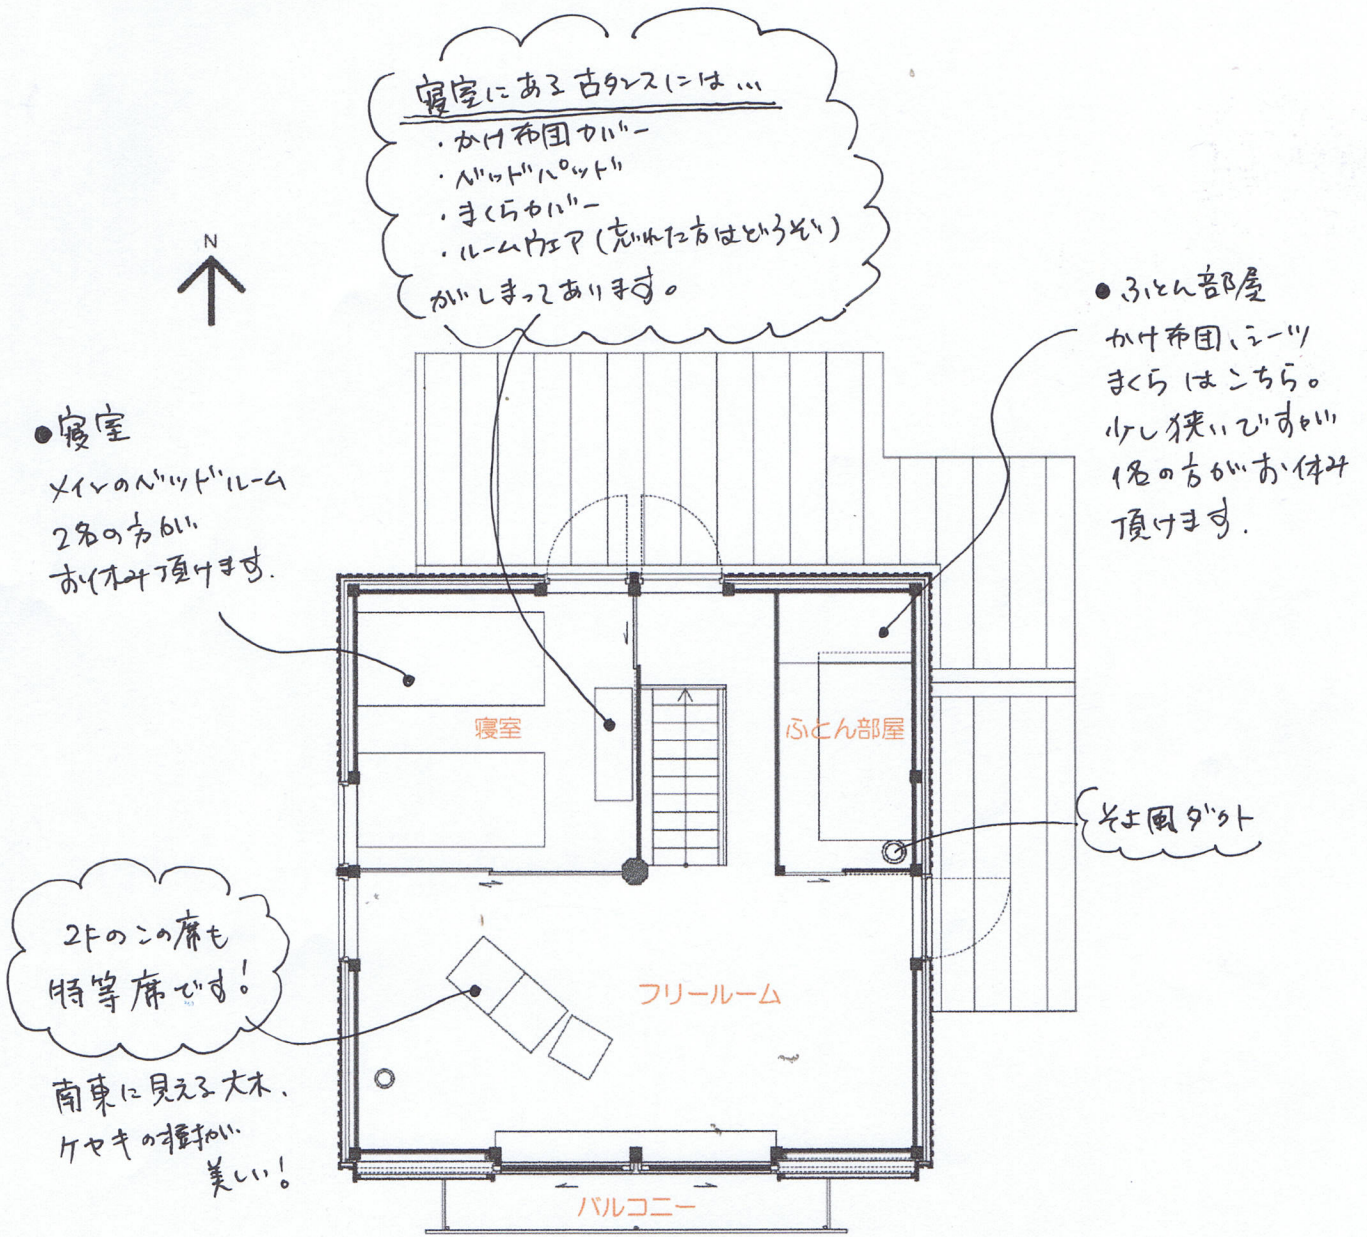 寝室にある古タンスには…
・かけ布団カバー
・ベッドパッド
・まくらカバー
・ルームウェア(忘れた方はどうぞ)
がしまってあります。
N
●寝室
メインのベッドルーム
2名の方が
お休み頂けます.
●ふとん部屋
かけ布団、シーツ
まくらはこちら。
少し狭いですが
1名の方がお休み
頂けます.
寝室
ふとん部屋
そよ風ダクト
2Fのこの席も
特等席です!
フリールーム
南東に見える大木、
ケヤキの樹木が
美しい!
バルコニー